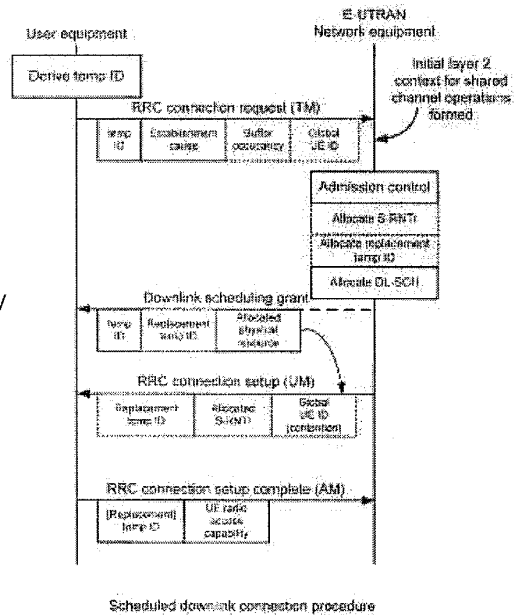 E-UTRAN
User equipment
Network equipment
Derive temp ID
Initial layer 2
context for shared
channel operations
formed
RRC connection request (TM)
temp
ID
Establishment
cause
Buffer
occupancy
Global
UE ID
Admission control
Allocate S-RNTI
Allocate replacement
temp ID
Allocate DL-SCH
Downlink scheduling grant
temp
ID
Replacement
temp ID
Allocated
physical
resource
RRC connection setup (UM)
Replacement
temp ID
Allocated
S-RNTI
Global
UE ID
(contention)
RRC connection setup complete (AM)
[Replacement]
temp ID
UE radio
access
capability
Scheduled downlink connection procedure